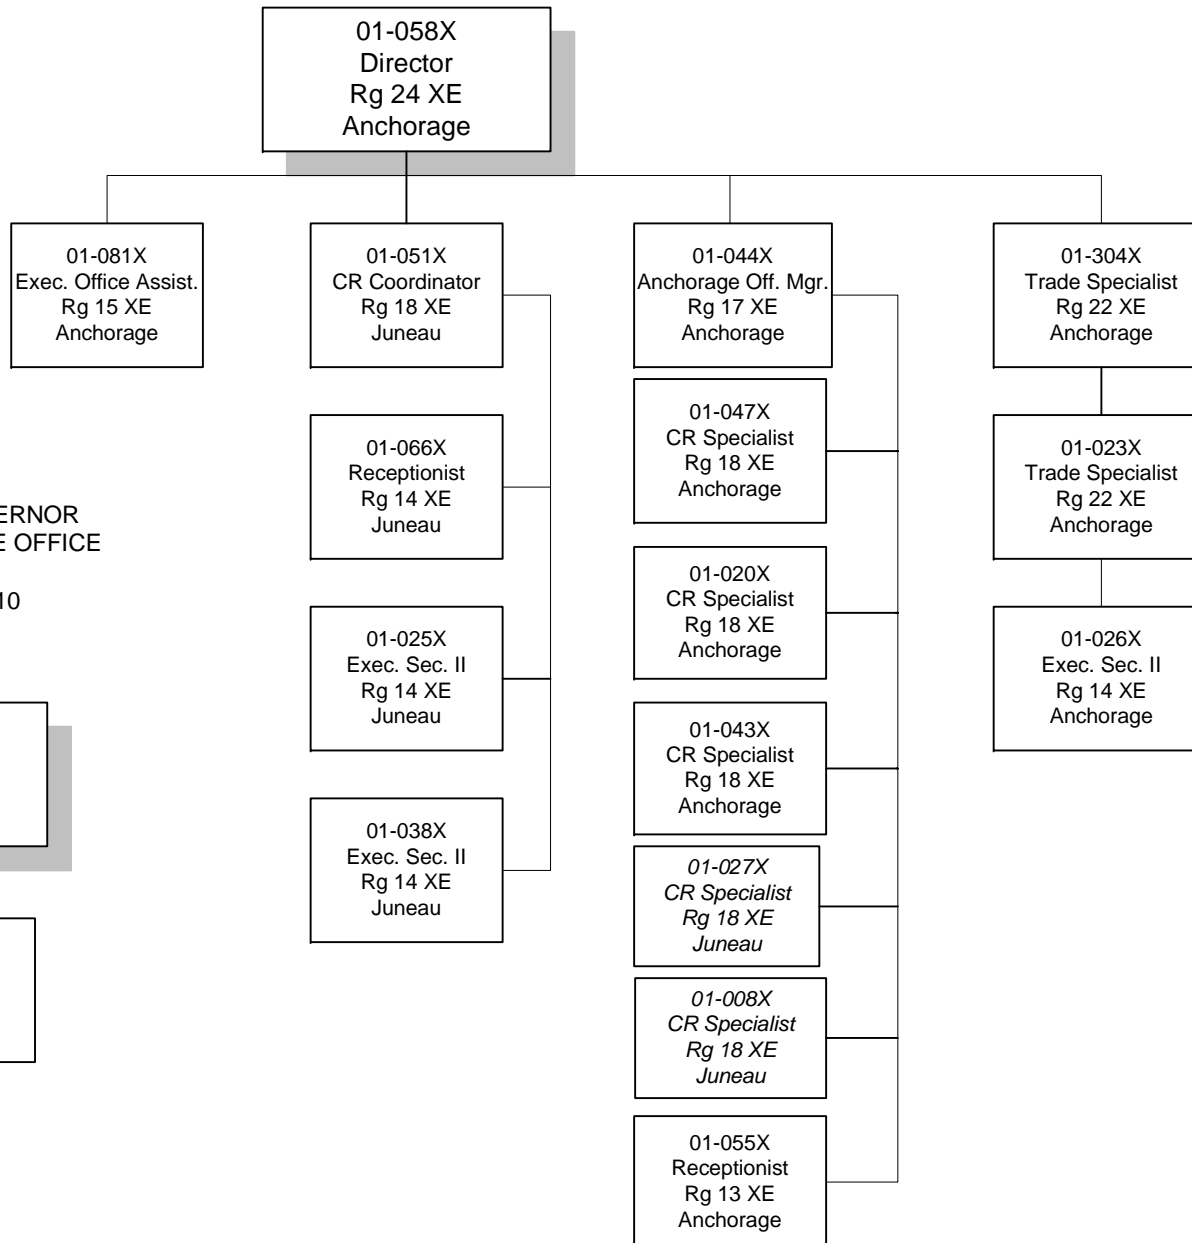 01-058X
Director
Rg 24 XE
Anchorage
01-081X
Exec. Office Assist.
Rg 15 XE
Anchorage
01-051X
CR Coordinator
Rg 18 XE
Juneau
01-044X
Anchorage Off. Mgr.
Rg 17 XE
Anchorage
01-304X
Trade Specialist
Rg 22 XE
Anchorage
01-066X
Receptionist
Rg 14 XE
Juneau
01-047X
CR Specialist
Rg 18 XE
Anchorage
01-023X
Trade Specialist
Rg 22 XE
Anchorage
ERNOR
E OFFICE
10
01-025X
Exec. Sec. II
Rg 14 XE
Juneau
01-020X
CR Specialist
Rg 18 XE
Anchorage
01-026X
Exec. Sec. II
Rg 14 XE
Anchorage
01-043X
CR Specialist
Rg 18 XE
Anchorage
01-038X
Exec. Sec. II
Rg 14 XE
Juneau
01-027X
CR Specialist
Rg 18 XE
Juneau
01-008X
CR Specialist
Rg 18 XE
Juneau
01-055X
Receptionist
Rg 13 XE
Anchorage